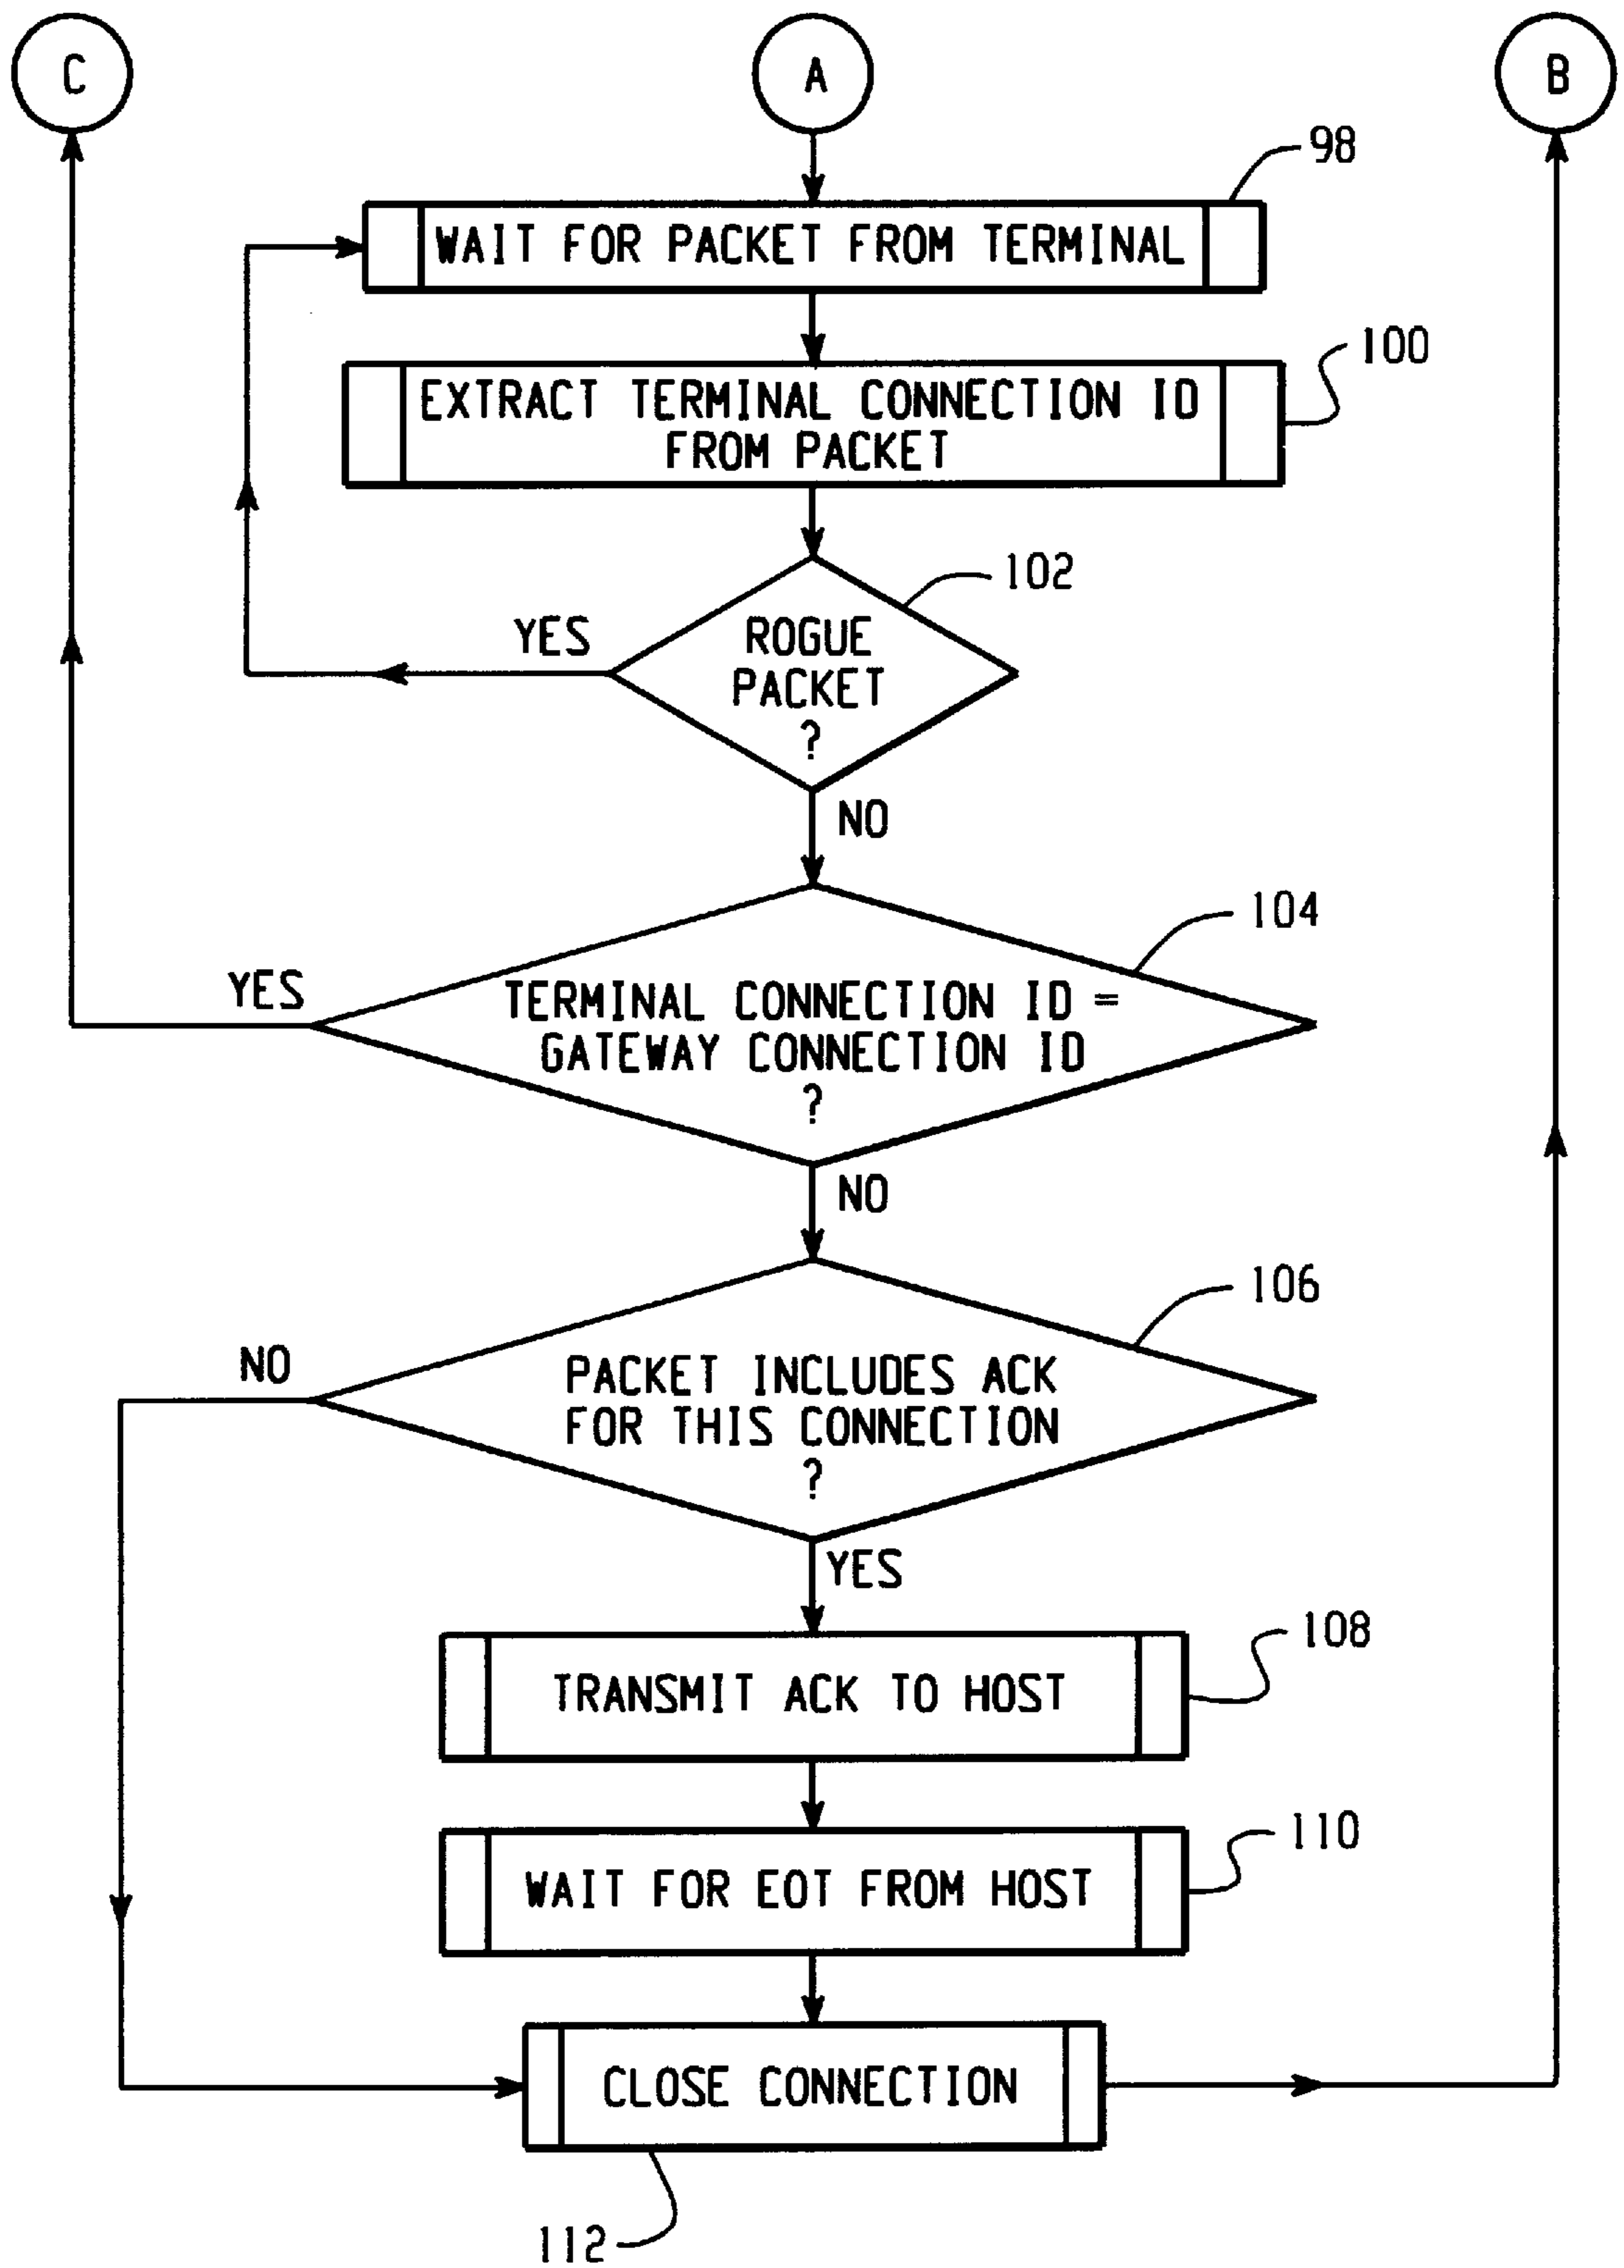 C
A
B
98
WAIT FOR PACKET FROM TERMINAL
100
EXTRACT TERMINAL CONNECTION ID
FROM PACKET
102
YES
ROGUE
PACKET
?
NO
104
YES
TERMINAL CONNECTION ID =
GATEWAY CONNECTION ID
?
NO
106
NO
PACKET INCLUDES ACK
FOR THIS CONNECTION
?
YES
108
TRANSMIT ACK TO HOST
110
WAIT FOR EOT FROM HOST
CLOSE CONNECTION
112